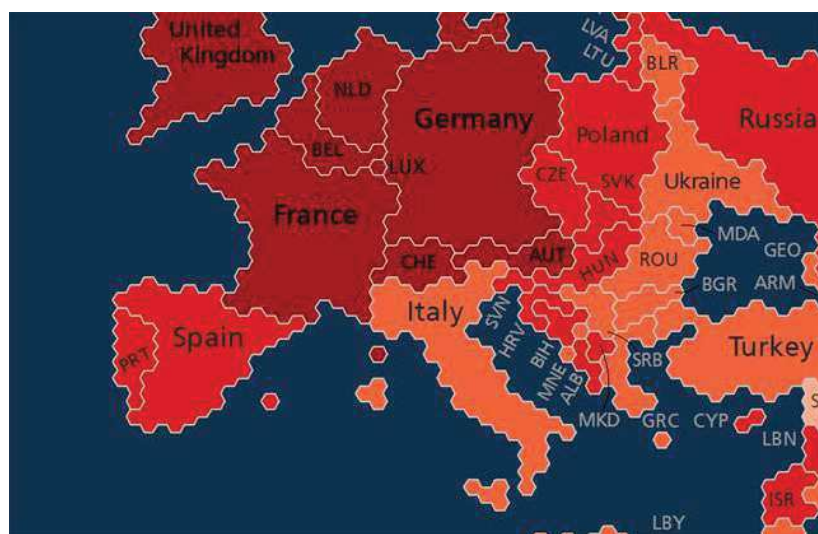 United
Kingdom
LVA
LTU
BLR
NLD
Germany
Russia
Poland
BEL
LUX
CZE
SVK
Ukraine
France
MDA
GEO
CHE
AUT
HUN
ROU
BGR
ARM
Italy
SVN
HRV
Spain
PRT
BIH
MNE
ALB
SRB
Turkey
MKD
GRC
CYP
S
LBN
ISR
LBY